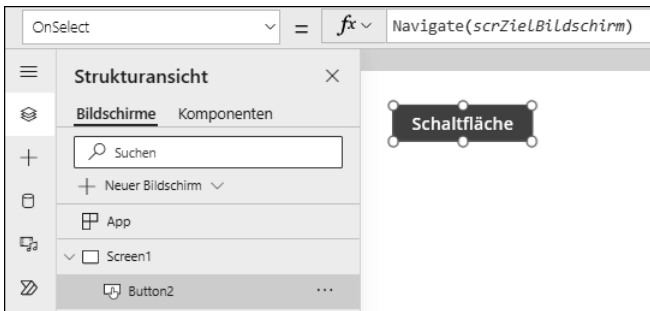 OnSelect = fx Navigate(scrZielBildschirm)
Strukturansicht
Bildschirme Komponenten
Schaltfläche
Suchen
Neuer Bildschirm
App
Screen1
Button2